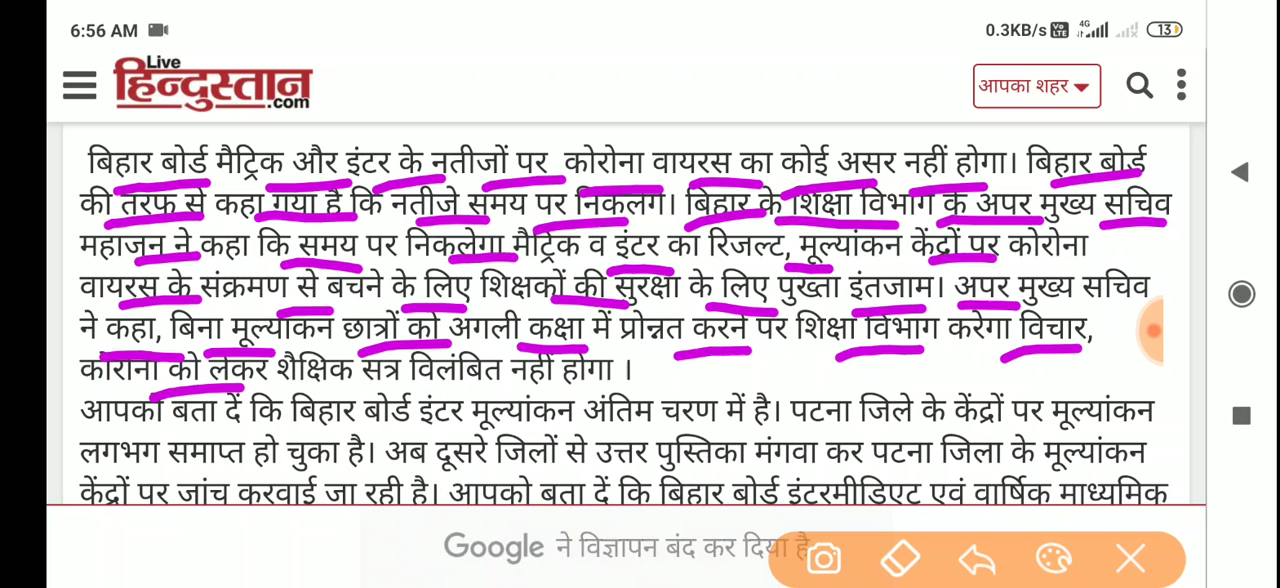 6:56 AM
0.3KB/s Vo LTE 4G 13
Live
हिन्दुस्तान
.com
आपका शहर
बिहार बोर्ड मैट्रिक और इंटर के नतीजों पर कोरोना वायरस का कोई असर नहीं होगा। बिहार बोर्ड
की तरफ से कहा गया है कि नतीजे समय पर निकलेंगे। बिहार के शिक्षा विभाग के अपर मुख्य सचिव
महाजन ने कहा कि समय पर निकलेगा मैट्रिक व इंटर का रिजल्ट, मूल्यांकन केंद्रों पर कोरोना
वायरस के संक्रमण से बचने के लिए शिक्षकों की सुरक्षा के लिए पुख्ता इंतजाम। अपर मुख्य सचिव
ने कहा, बिना मूल्यांकन छात्रों को अगली कक्षा में प्रोन्नत करने पर शिक्षा विभाग करेगा विचार,
कोरोना को लेकर शैक्षिक सत्र विलंबित नहीं होगा ।
आपको बता दें कि बिहार बोर्ड इंटर मूल्यांकन अंतिम चरण में है। पटना जिले के केंद्रों पर मूल्यांकन
लगभग समाप्त हो चुका है। अब दूसरे जिलों से उत्तर पुस्तिका मंगवा कर पटना जिला के मूल्यांकन
केंद्रों पर जांच करवाई जा रही है। आपको बता दें कि बिहार बोर्ड इंटरमीडिएट एवं वार्षिक माध्यमिक
Google ने विज्ञापन बंद कर दिया है